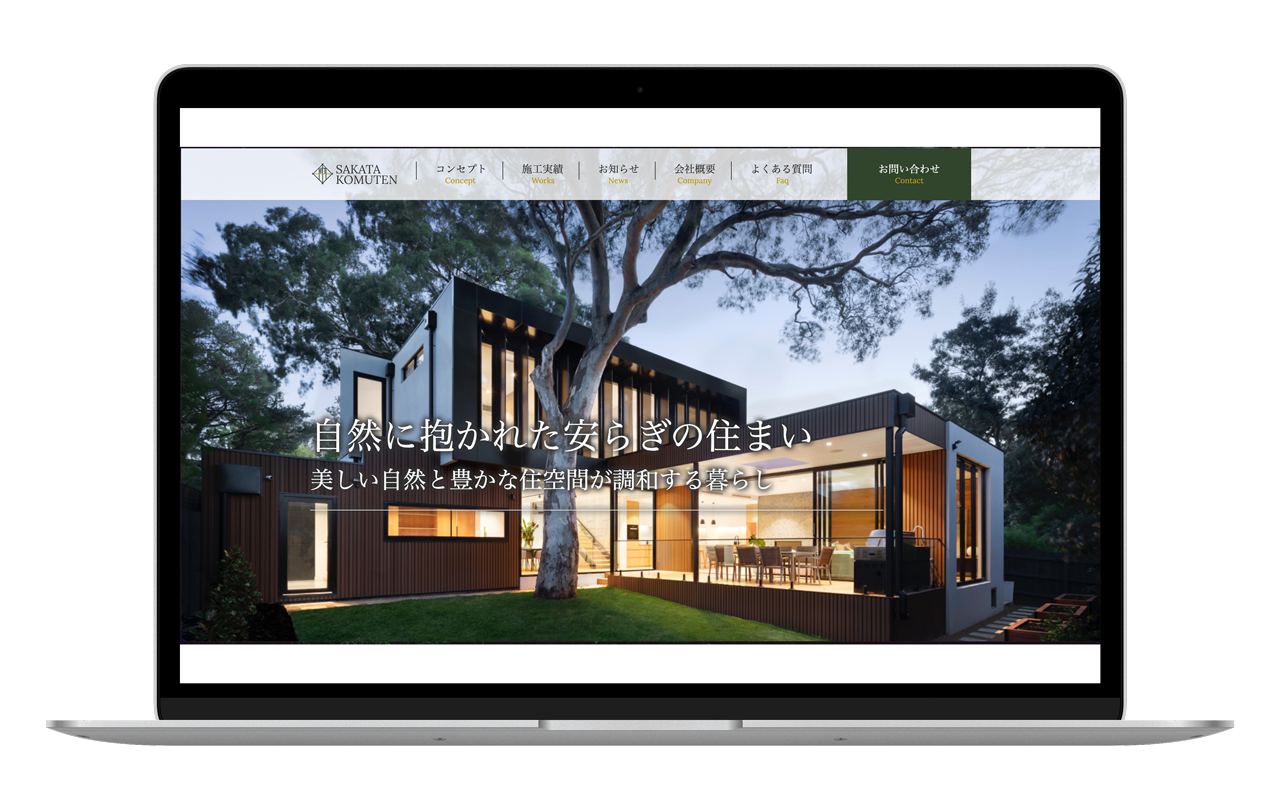 SAKATA
KOMUTEN
コンセプト
Concept
施工実績
Works
お知らせ
News
会社概要
Company
よくある質問
Faq
お問い合わせ
Contact
自然に抱かれた安らぎの住まい
美しい自然と豊かな住空間が調和する暮らし